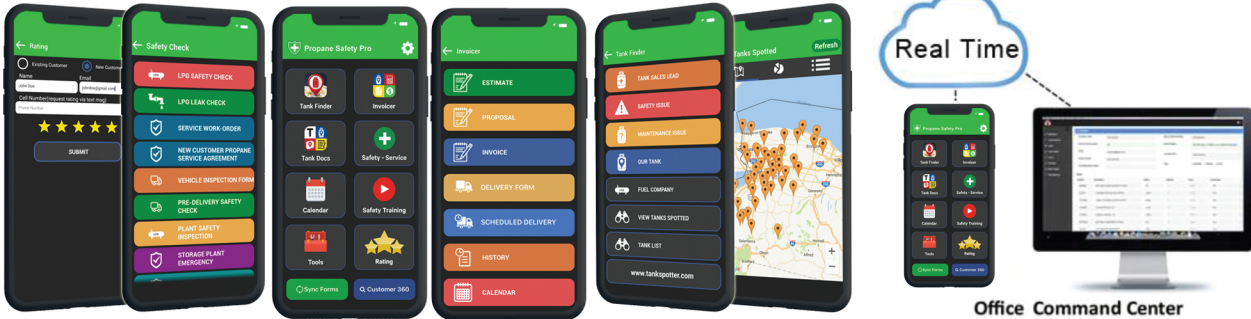 Rating
Existing Customer
New Customer
Name
Email
John Doe
johndoe@gmail.com
Cell Number(request rating via text msg)
Phone Number
SUBMIT
Safety Check
LPG SAFETY CHECK
LPG LEAK CHECK
SERVICE WORK-ORDER
NEW CUSTOMER PROPANE
SERVICE AGREEMENT
VEHICLE INSPECTION FORM
PRE-DELIVERY SAFETY
CHECK
PLANT SAFETY
INSPECTION
STORAGE PLANT
EMERGENCY
Propane Safety Pro
Tank Finder
Invoicer
Tank Docs
Safety - Service
Calendar
Safety Training
Tools
Rating
Sync Forms
Customer 360
Invoicer
ESTIMATE
PROPOSAL
INVOICE
DELIVERY FORM
SCHEDULED DELIVERY
HISTORY
CALENDAR
Tank Finder
TANK SALES LEAD
SAFETY ISSUE
MAINTENANCE ISSUE
OUR TANK
FUEL COMPANY
VIEW TANKS SPOTTED
TANK LIST
www.tankspotter.com
Tanks Spotted
Refresh
Real Time
Propane Safety Pro
Tank Finder
Invoicer
Tank Docs
Safety - Service
Calendar
Safety Training
Tools
Rating
Sync Forms
Customer 360
Office Command Center